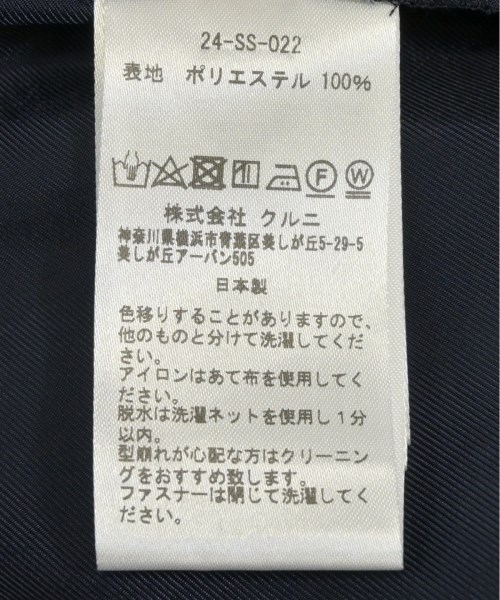 24-SS-022
表地 ポリエステル 100%
F W
株式会社 クルニ
神奈川県横浜市青葉区美しが丘5-29-5
美しが丘アーバン505
日本製
色移りすることがありますので、
他のものと分けて洗濯してくだ
さい。
アイロンはあて布を使用してく
ださい。
脱水は洗濯ネットを使用し1分
以内。
型崩れが心配な方はクリーニン
グをおすすめ致します。
ファスナーは閉じて洗濯してく
ださい。